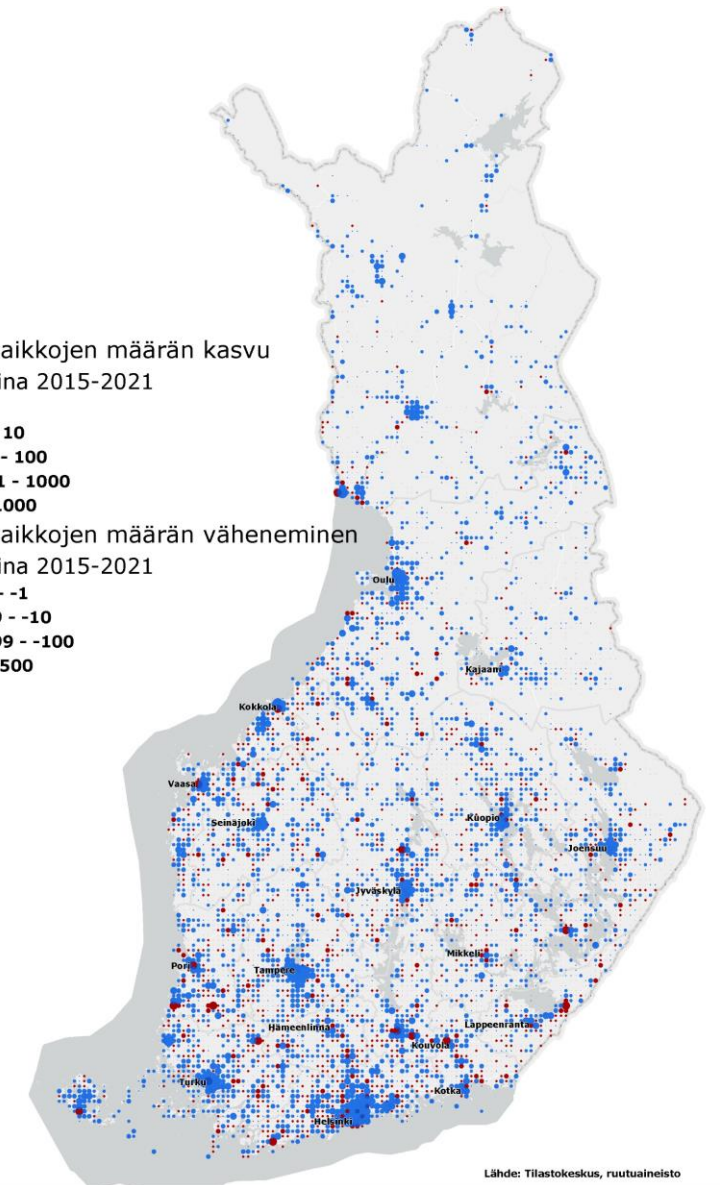 aikkojen määrän kasvu
ina 2015-2021
10
- 100
1 - 1000
1000
aikkojen määrän väheneminen
ina 2015-2021
- -1
- -10
99 - -100
500
Oulu
Kajaani
Kokkola
Vaasa
Seinäjoki
Kuopio
Joensuu
Jyväskylä
Pori
Tampere
Mikkeli
Hämeenlinna
Lappeenranta
Kouvola
Turku
Kotka
Helsinki
Lähde: Tilastokeskus, ruutuaineisto